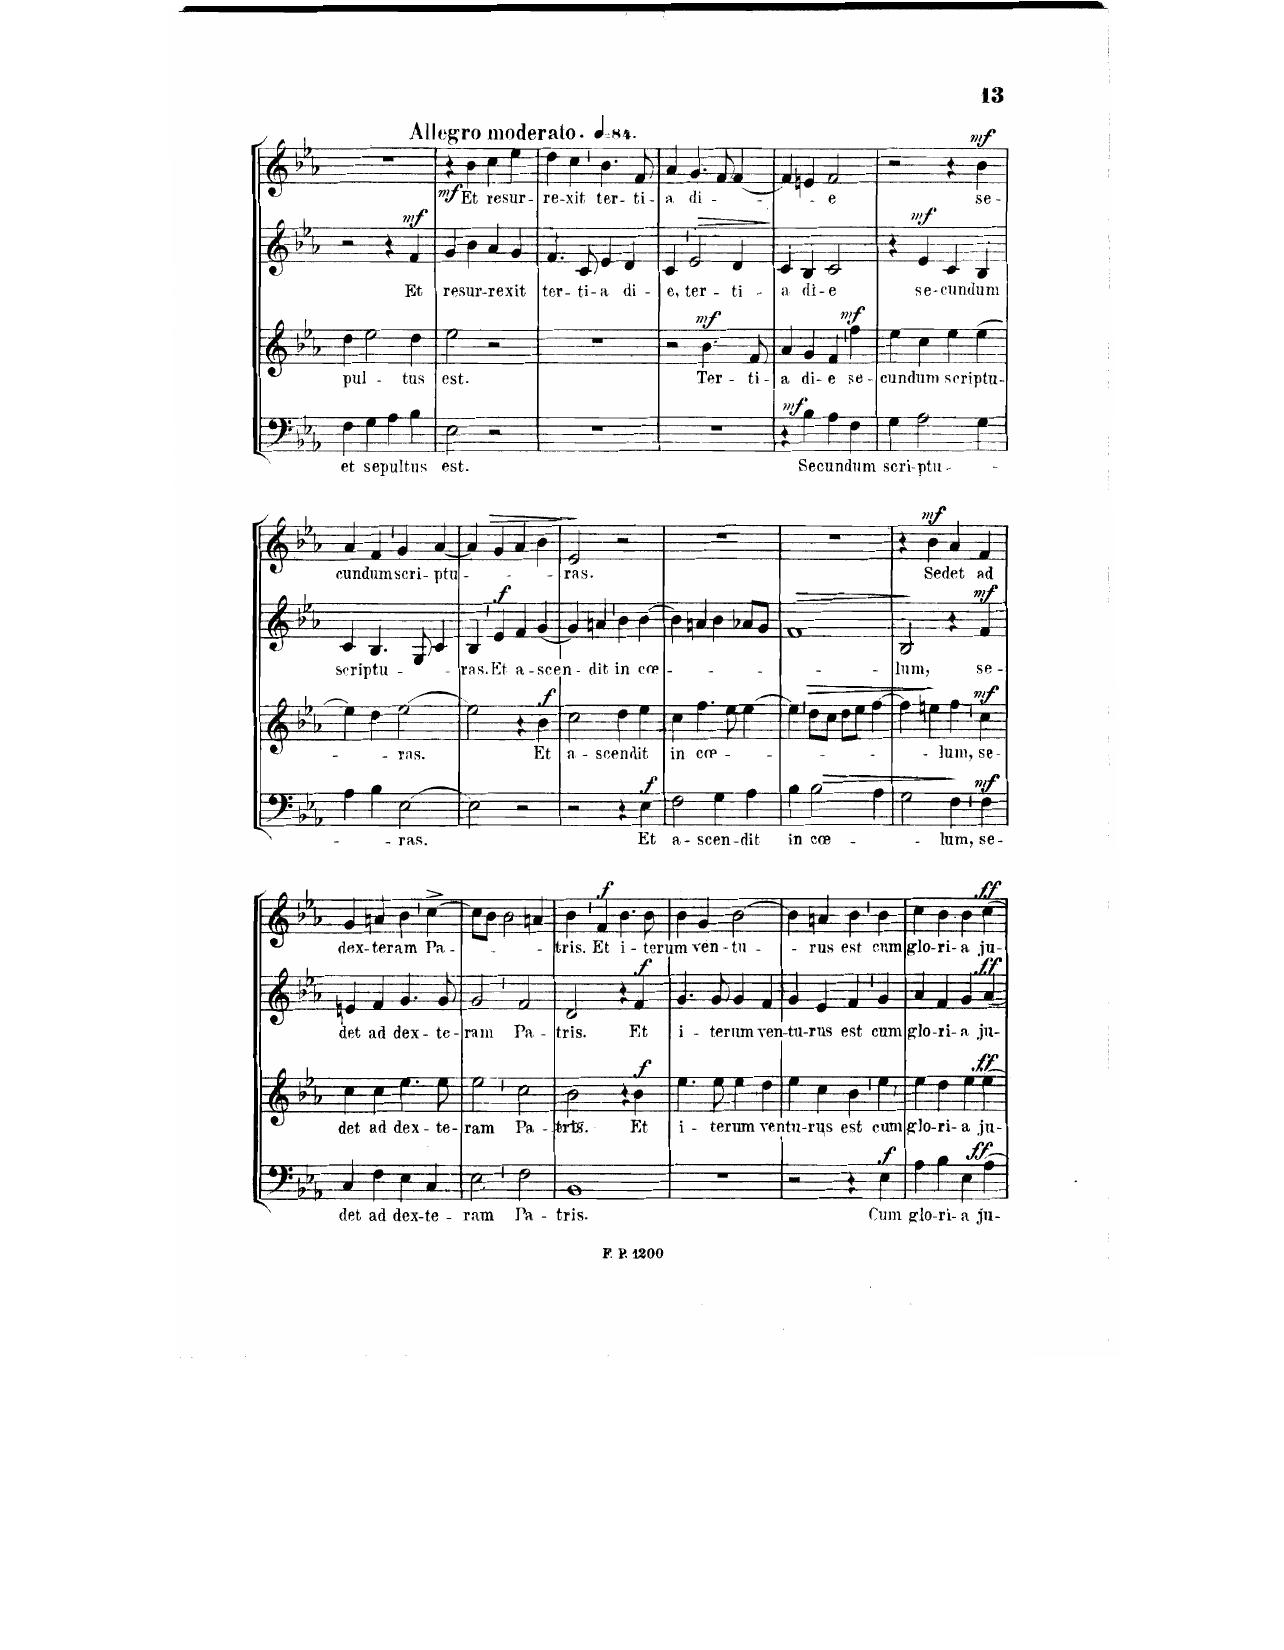 13
Allegro moderato. ♩=84.
mf
mf Et resur- re-xit ter-ti-a di- - - - e se-
mf mf
Et resur-rexit ter-ti-a di- e, ter- ti- a di-e se-cundum
mf mf
pul- tus est. Ter- ti- a di-e se- cundum scriptu-
mf
et sepultus est. Secundum scri-ptu- -
mf
cundum scri-ptu- - - - ras. Sedet ad
f mf
scriptu- - - ras. Et a-scen-dit in cœ- - - - - - lum, se-
f mf
- - ras. Et a-scendit in cœ- - - - - - - lum, se-
f mf
- - ras. Et a-scen-dit in cœ- - - lum, se-
f ff
dex-teram Pa- - - - tris. Et i-terum ven-tu- - rus est cum glo-ri-a ju-
f ff
det ad dex-te-ram Pa- tris. Et i-terum ven-tu-rus est cum glo-ri-a ju-
f ff
det ad dex-te-ram Pa- tris. Et i-terum ventu-rus est cum glo-ri-a ju-
f ff
det ad dex-te-ram Pa- tris. Cum glo-ri-a ju-
F. P. 1200